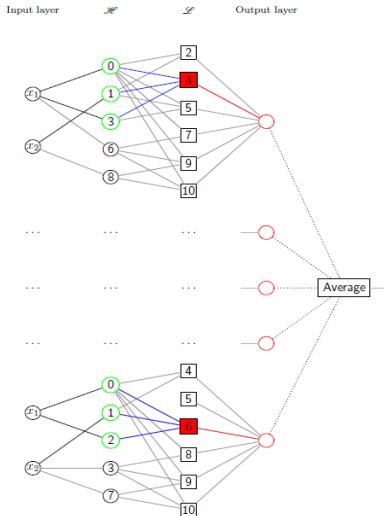 Input layer ℋ ℒ Output layer
2
0
4
x₁ 1
3 5
6 7
x₂
8 9
10
... ... ...
... ... ... Average
... ... ...
4
0
5
x₁ 1
6
2
8
x₂ 3
9
7
10